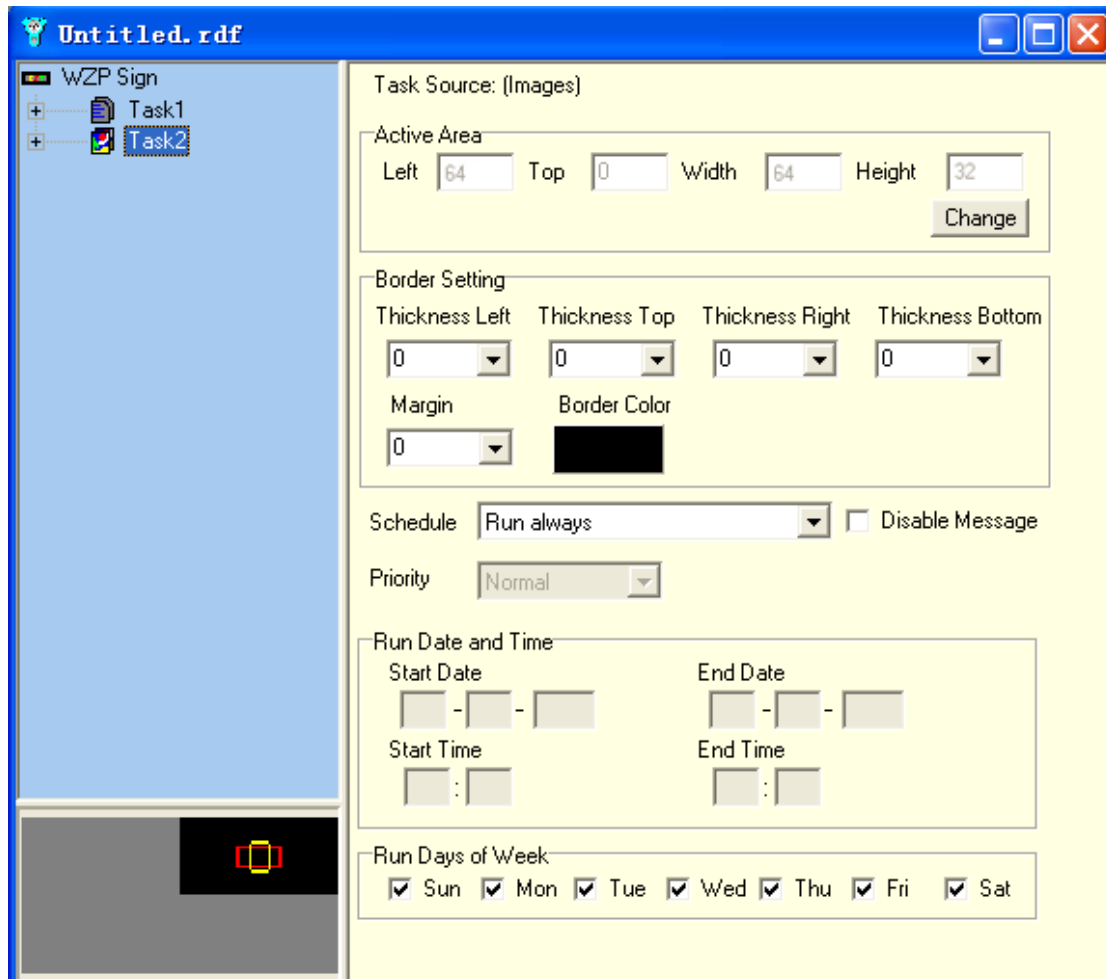 Untitled.rdf
WZP Sign
Task1
Task2
Task Source: (Images)
Active Area
Left 64 Top 0 Width 64 Height 32
Change
Border Setting
Thickness Left Thickness Top Thickness Right Thickness Bottom
0 0 0 0
Margin Border Color
0
Schedule Run always Disable Message
Priority Normal
Run Date and Time
Start Date End Date
- - - -
Start Time End Time
: :
Run Days of Week
Sun Mon Tue Wed Thu Fri Sat